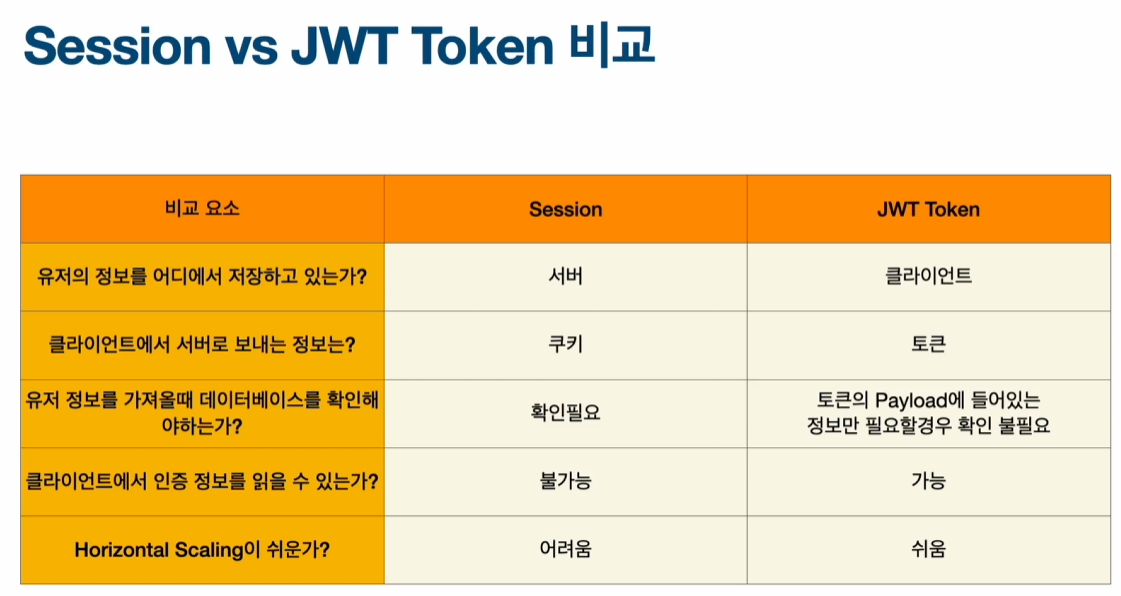 Session vs JWT Token 비교
비교 요소
Session
JWT Token
유저의 정보를 어디에서 저장하고 있는가?
서버
클라이언트
클라이언트에서 서버로 보내는 정보는?
쿠키
토큰
유저 정보를 가져올때 데이터베이스를 확인해
야하는가?
확인필요
토큰의 Payload에 들어있는
정보만 필요할경우 확인 불필요
클라이언트에서 인증 정보를 읽을 수 있는가?
불가능
가능
Horizontal Scaling이 쉬운가?
어려움
쉬움